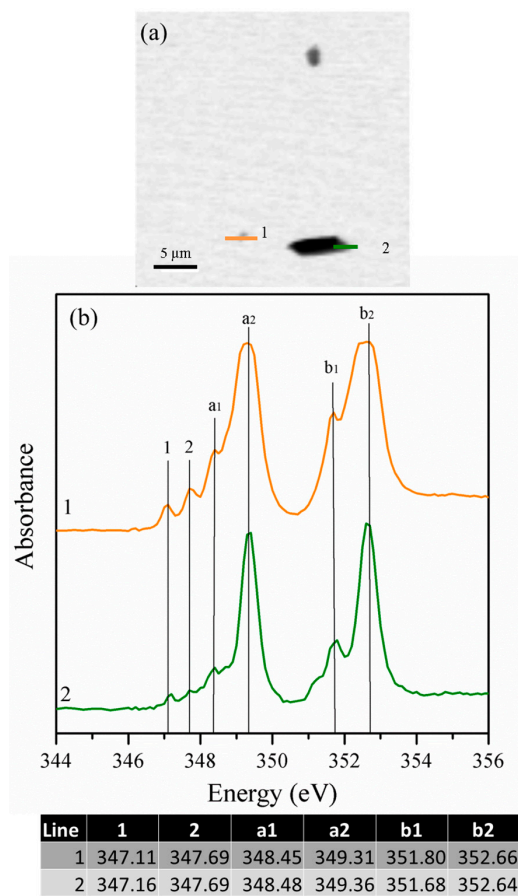 (a)
1
2
5 µm
(b)
a2
b2
b1
a1
1 2
1
2
Absorbance
344 346 348 350 352 354 356
Energy (eV)
Line 1 2 a1 a2 b1 b2
1 347.11 347.69 348.45 349.31 351.80 352.66
2 347.16 347.69 348.48 349.36 351.68 352.64